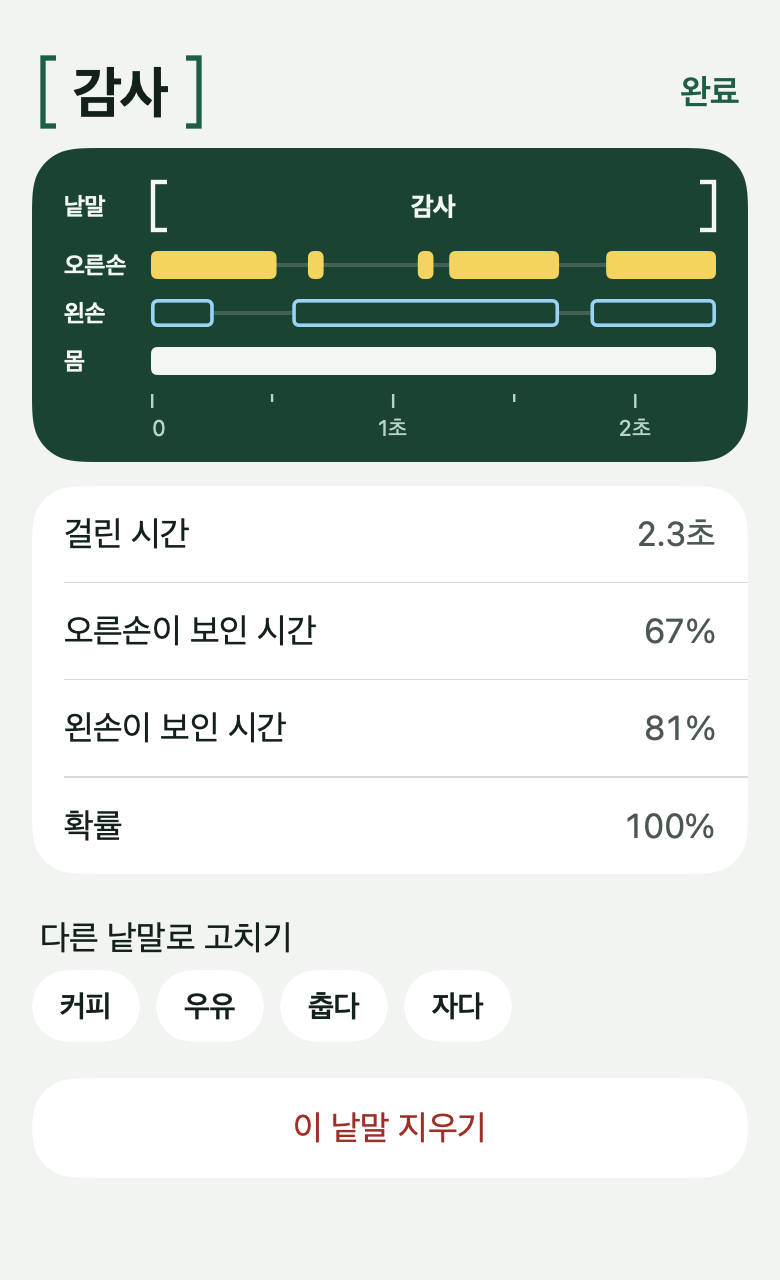 [감사]
완료
낱말 감사
오른손
왼손
몸
0 1초 2초
걸린 시간 2.3초
오른손이 보인 시간 67%
왼손이 보인 시간 81%
확률 100%
다른 낱말로 고치기
커피 우유 춥다 자다
이 낱말 지우기